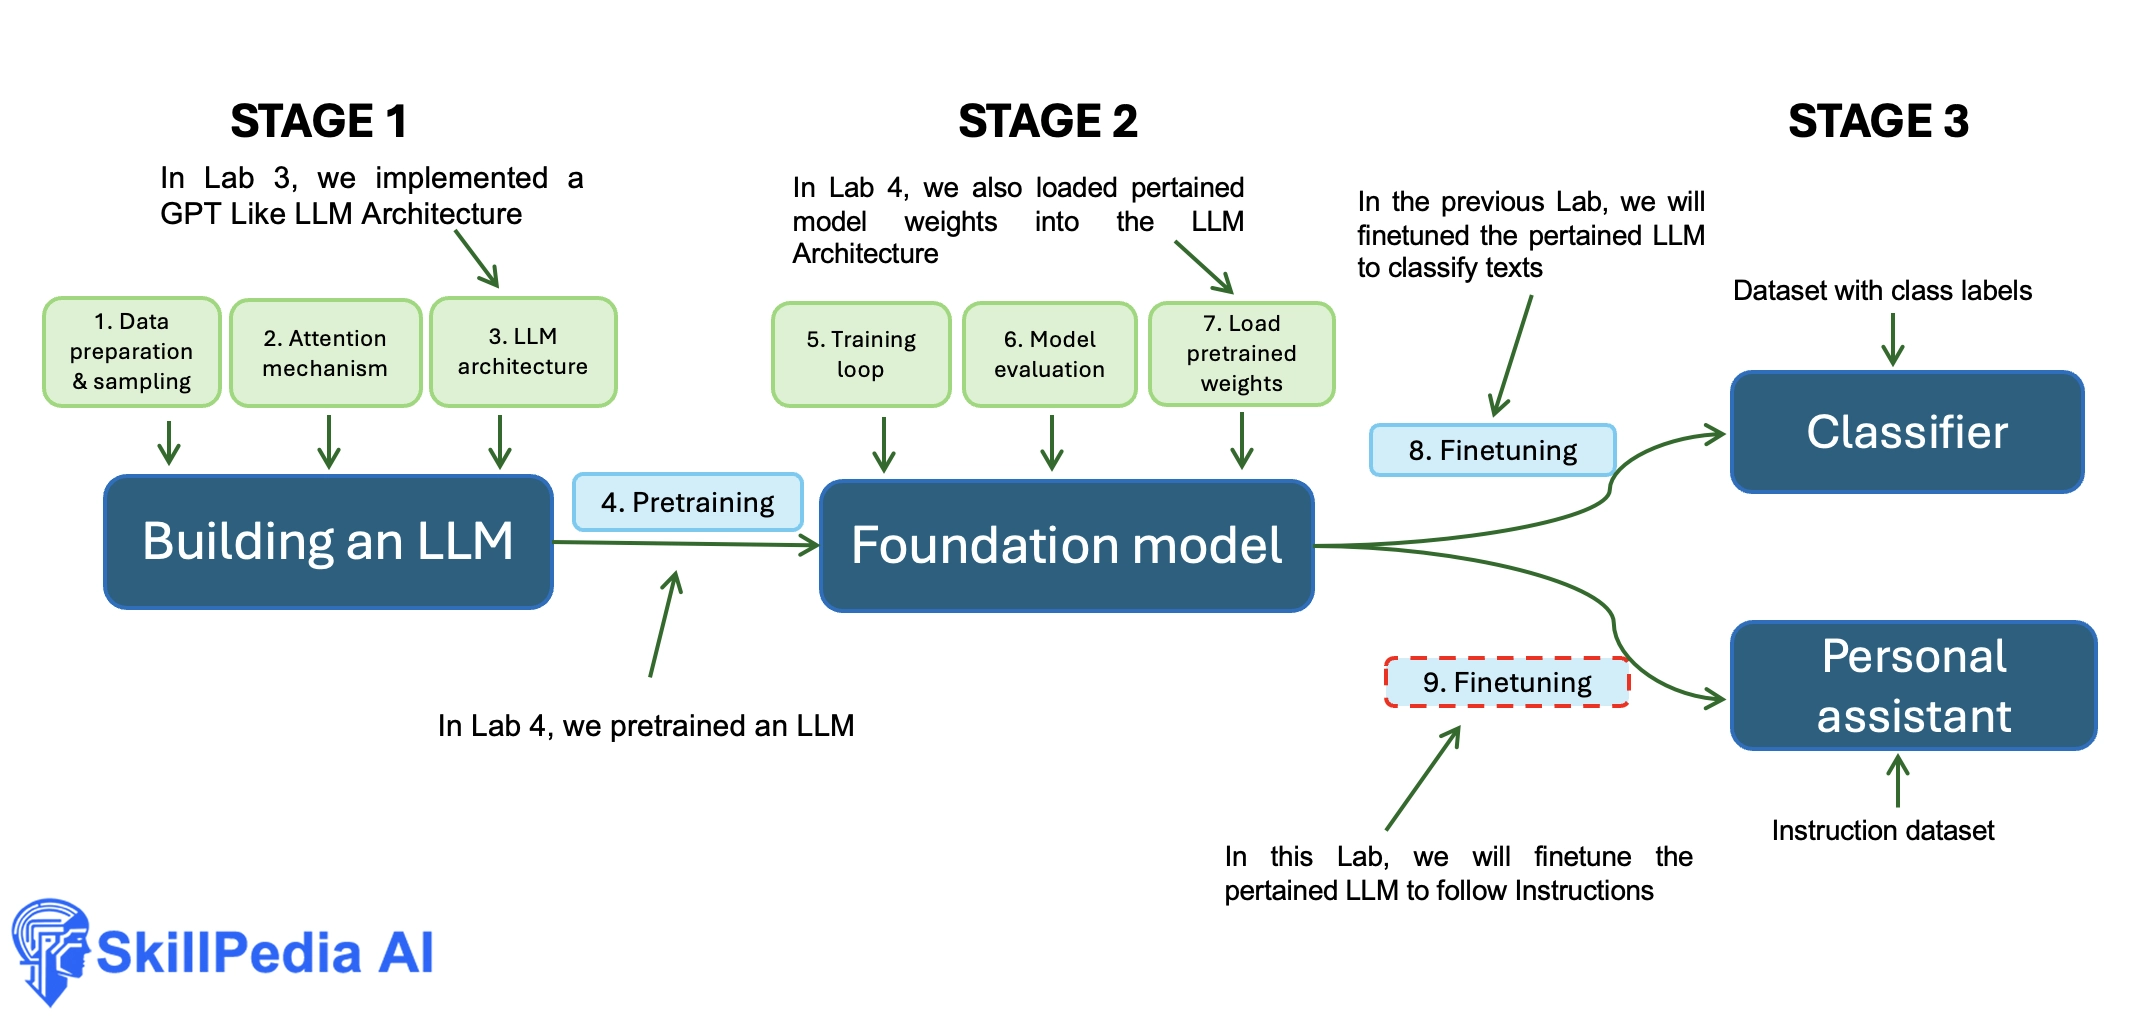 STAGE 1
In Lab 3, we implemented a
GPT Like LLM Architecture
1. Data
preparation
& sampling
2. Attention
mechanism
3. LLM
architecture
Building an LLM
4. Pretraining
In Lab 4, we pretrained an LLM
STAGE 2
In Lab 4, we also loaded pertained
model weights into the LLM
Architecture
5. Training
loop
6. Model
evaluation
7. Load
pretrained
weights
Foundation model
STAGE 3
In the previous Lab, we will
finetuned the pertained LLM
to classify texts
8. Finetuning
Dataset with class labels
Classifier
9. Finetuning
In this Lab, we will finetune the
pertained LLM to follow Instructions
Personal
assistant
Instruction dataset
SkillPedia AI